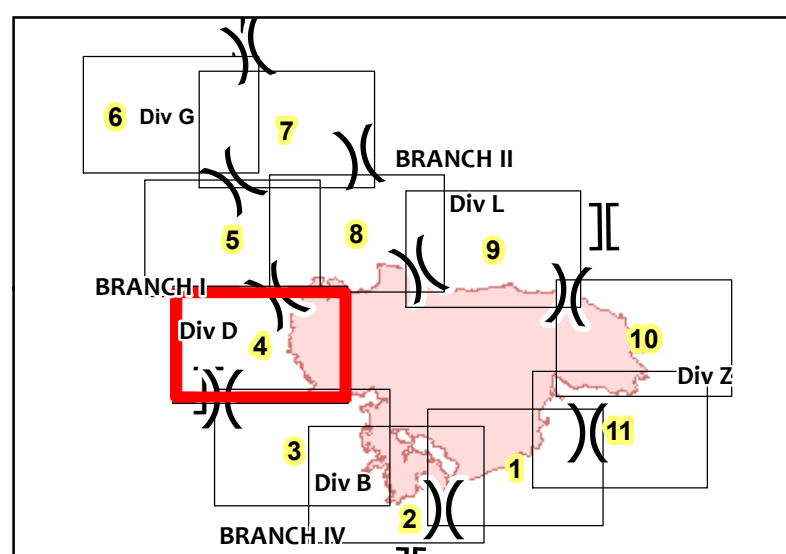 6
Div G
7
BRANCH II
Div L
5
8
9
BRANCH I
Div D
4
10
Div Z
11
3
1
Div B
2
BRANCH IV